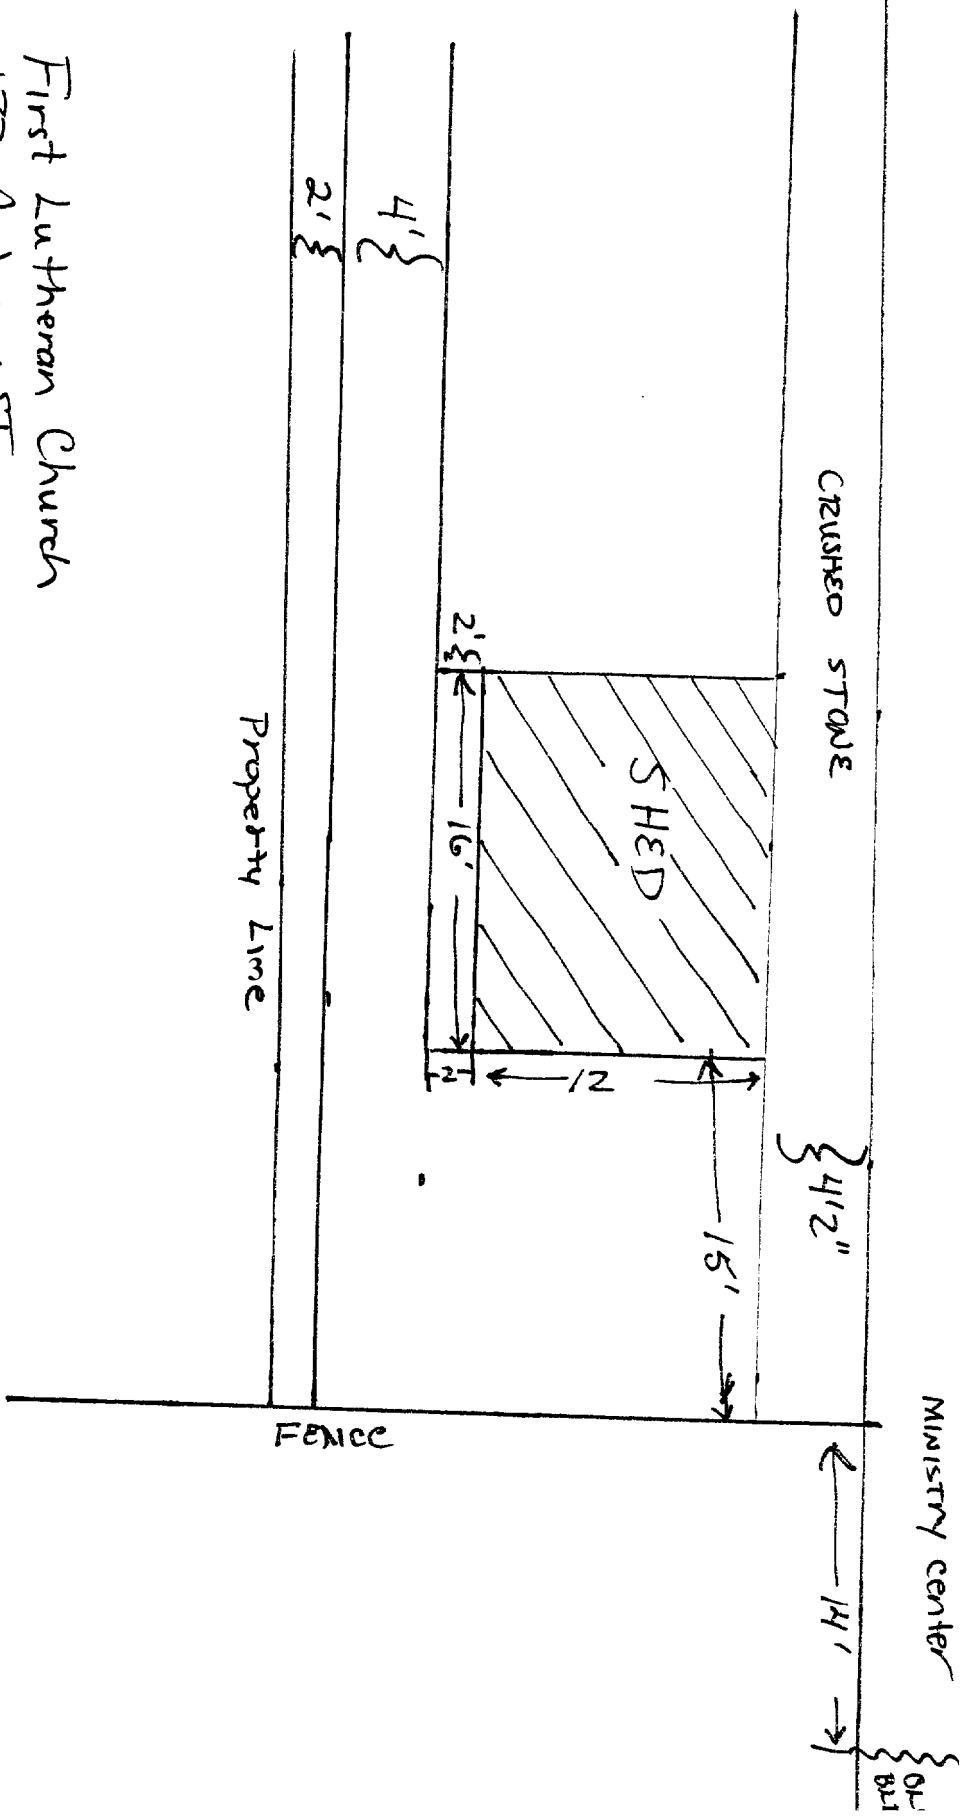 MINISTRY center
14'
4'2"
CRUSHED STONE
15'
SHED
12
2
16'
2'
4'
2'
FENCE
Property Line
First Lutheran Church